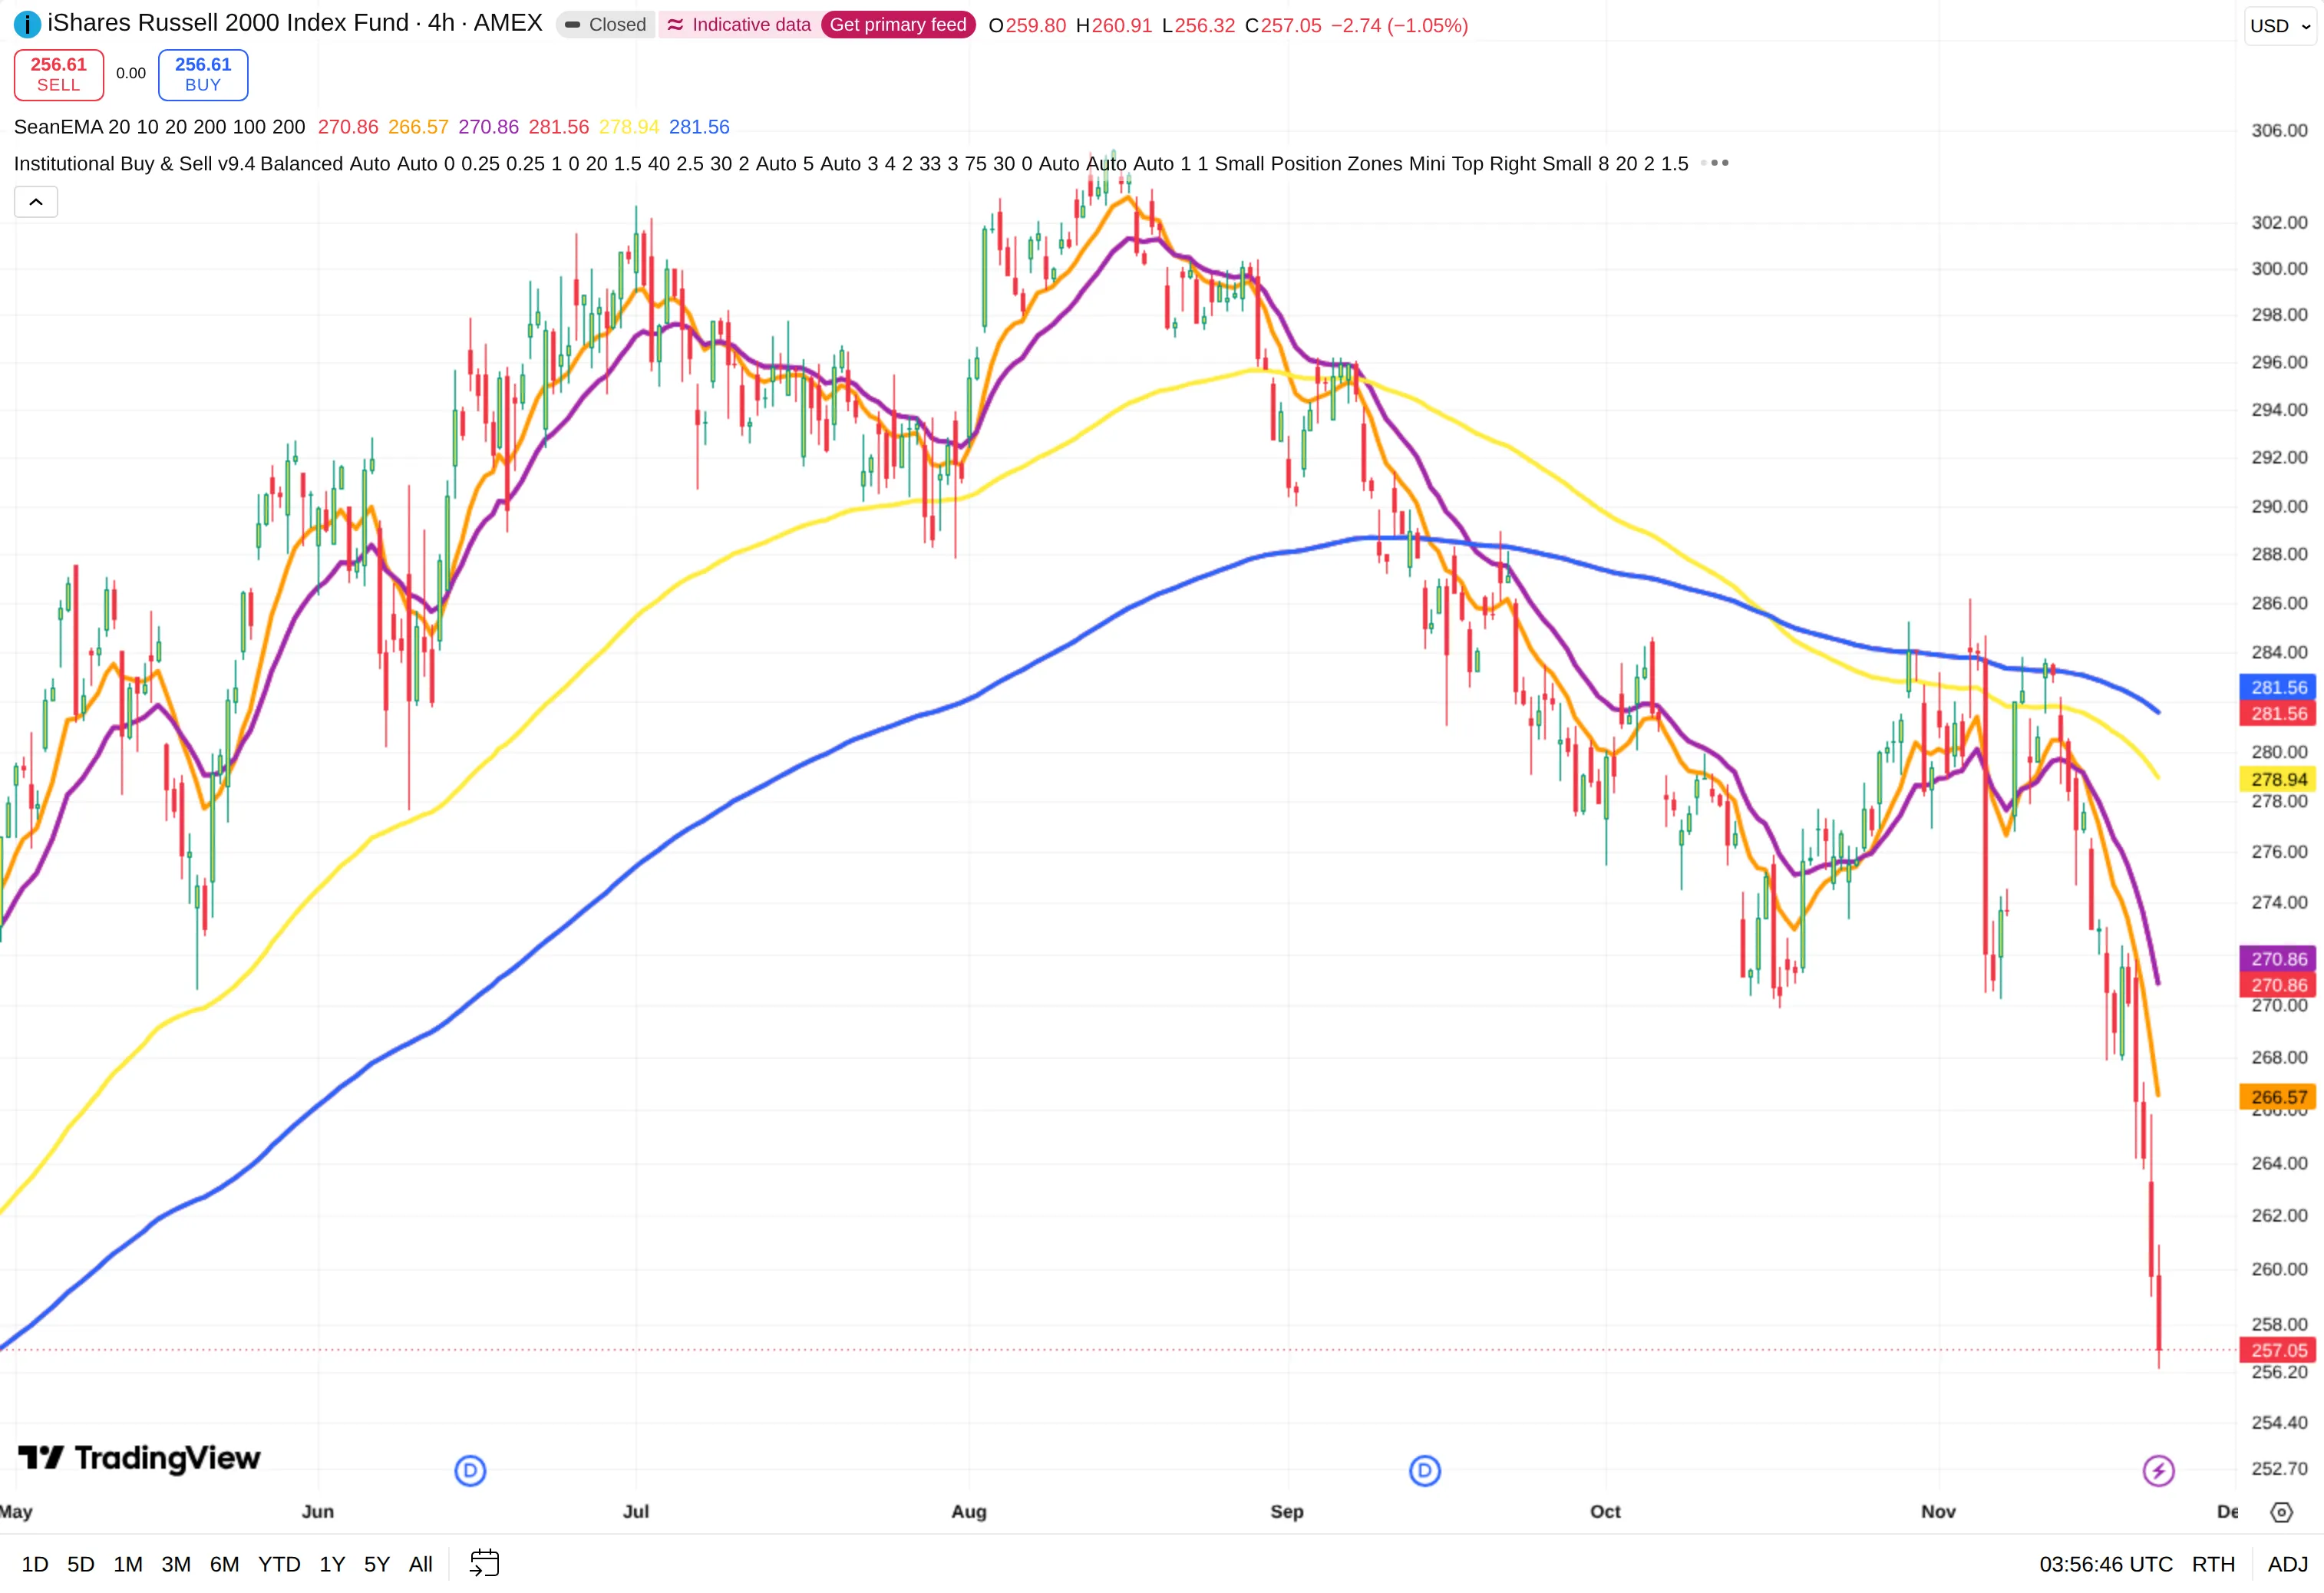 iShares Russell 2000 Index Fund · 4h · AMEX Closed Indicative data Get primary feed O259.80 H260.91 L256.32 C257.05 −2.74 (−1.05%)
USD
256.61 SELL
0.00
256.61 BUY
SeanEMA 20 10 20 200 100 200 270.86 266.57 270.86 281.56 278.94 281.56
Institutional Buy & Sell v9.4 Balanced Auto Auto 0 0.25 0.25 1 0 20 1.5 40 2.5 30 2 Auto 5 Auto 3 4 2 33 3 75 30 0 Auto Auto Auto 1 1 Small Position Zones Mini Top Right Small 8 20 2 1.5
306.00
302.00
300.00
298.00
296.00
294.00
292.00
290.00
288.00
286.00
284.00
281.56
281.56
280.00
278.94
278.00
276.00
274.00
270.86
270.86
270.00
268.00
266.57
266.00
264.00
262.00
260.00
258.00
257.05
256.20
254.40
252.70
TradingView
D
D
May Jun Jul Aug Sep Oct Nov De
1D 5D 1M 3M 6M YTD 1Y 5Y All
03:56:46 UTC RTH ADJ